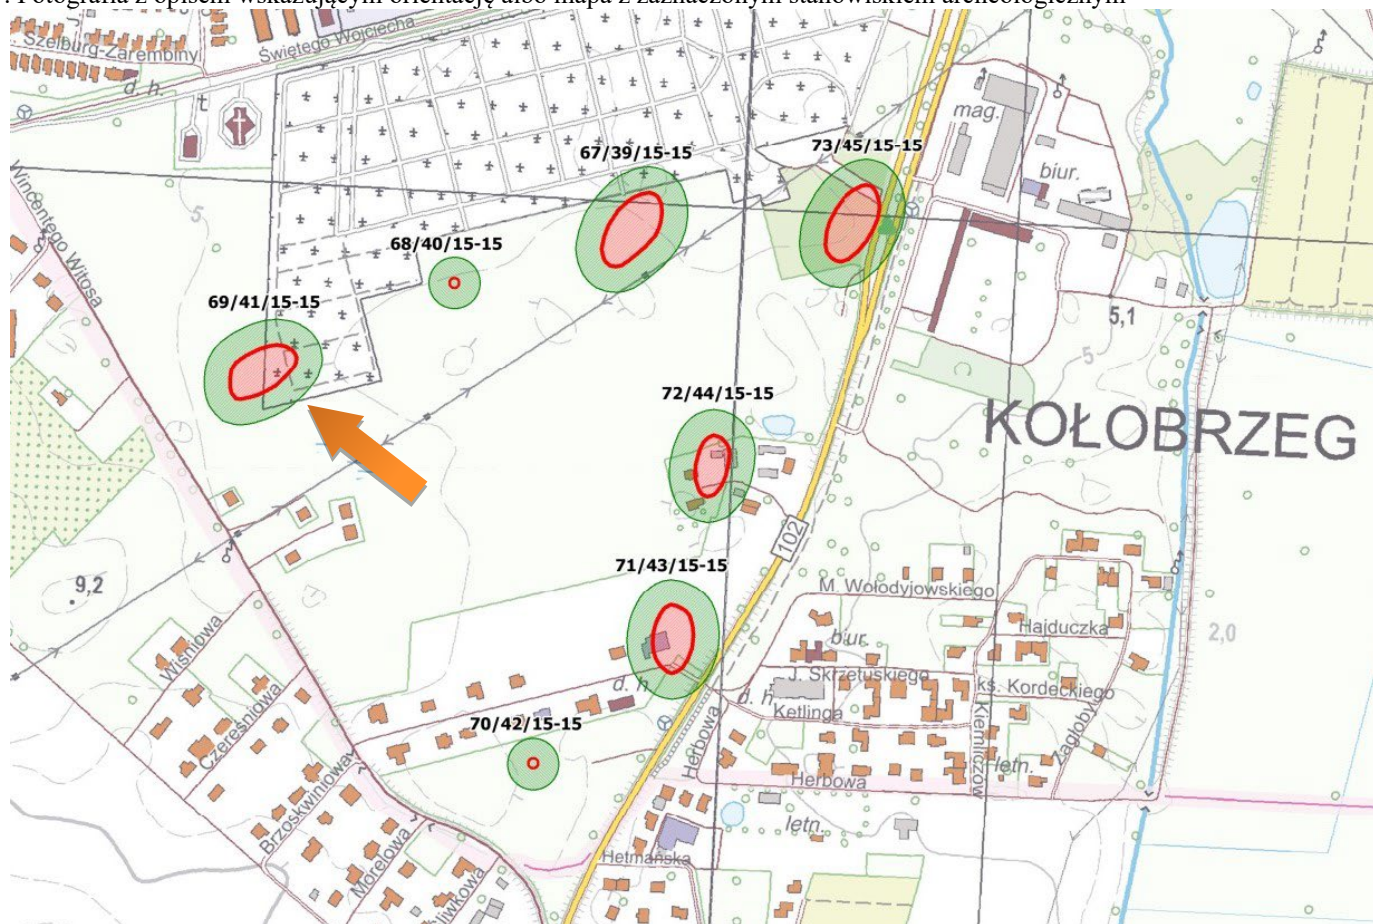 . Fotografia z opisem wskazującym orientację albo mapa z zaznaczonym stanowiskiem archeologicznym
Szelburg-Zarembiny
Świętego Wojciecha
d. h.
t
mag.
67/39/15-15
73/45/15-15
biur.
Wincentego Witosa
5
68/40/15-15
69/41/15-15
5,1
5
72/44/15-15
KOŁOBRZEG
102
71/43/15-15
9,2
M. Wołodyjowskiego
Hajduczka
2,0
Wiśniowa
biur.
J. Skrzetuskiego
ks. Kordeckiego
d. h.
d. h.
Ketlinga
Czereśniowa
70/42/15-15
Kiemliczów
Zagłoby
Herbowa
letn.
Herbowa
Brzoskwiniowa
letn.
Morelowa
Hetmańska